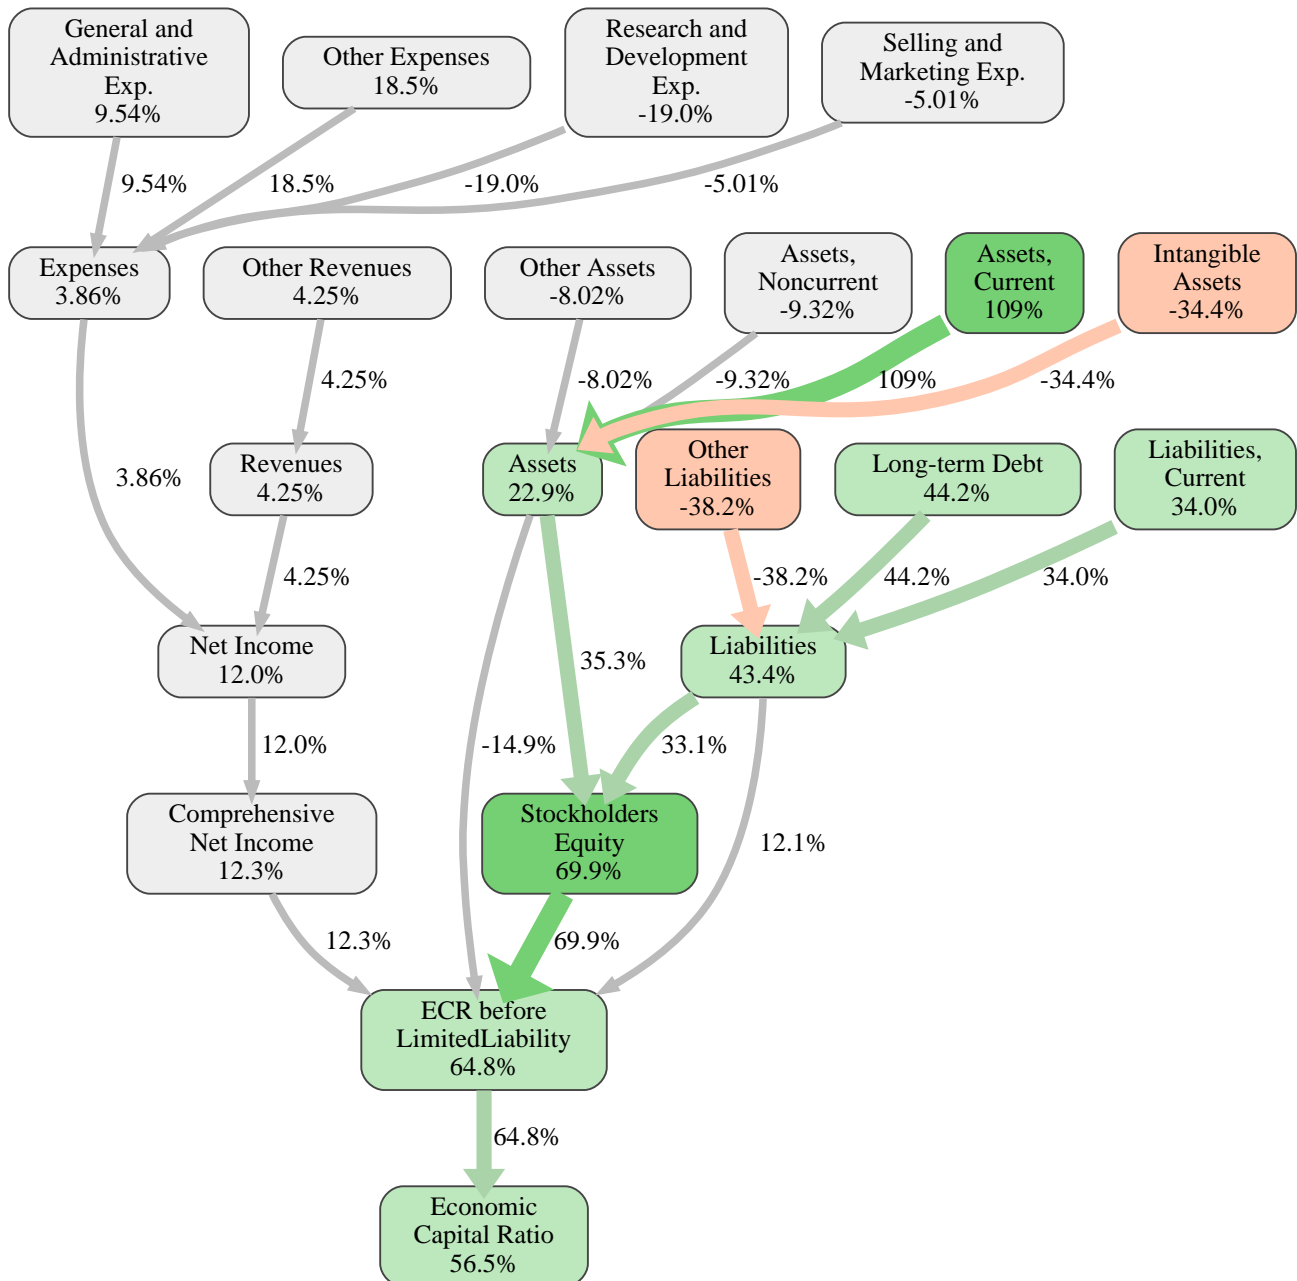 General and
Administrative
Exp.
9.54%
Other Expenses
18.5%
Research and
Development
Exp.
-19.0%
Selling and
Marketing Exp.
-5.01%
9.54%
18.5%
-19.0%
-5.01%
Expenses
3.86%
Other Revenues
4.25%
Other Assets
-8.02%
Assets,
Noncurrent
-9.32%
Assets,
Current
109%
Intangible
Assets
-34.4%
4.25%
-8.02%
-9.32%
109%
-34.4%
3.86%
Revenues
4.25%
Assets
22.9%
Other
Liabilities
-38.2%
Long-term Debt
44.2%
Liabilities,
Current
34.0%
4.25%
-38.2%
44.2%
34.0%
Net Income
12.0%
35.3%
Liabilities
43.4%
12.0%
-14.9%
33.1%
Comprehensive
Net Income
12.3%
Stockholders
Equity
69.9%
12.1%
12.3%
69.9%
ECR before
LimitedLiability
64.8%
64.8%
Economic
Capital Ratio
56.5%